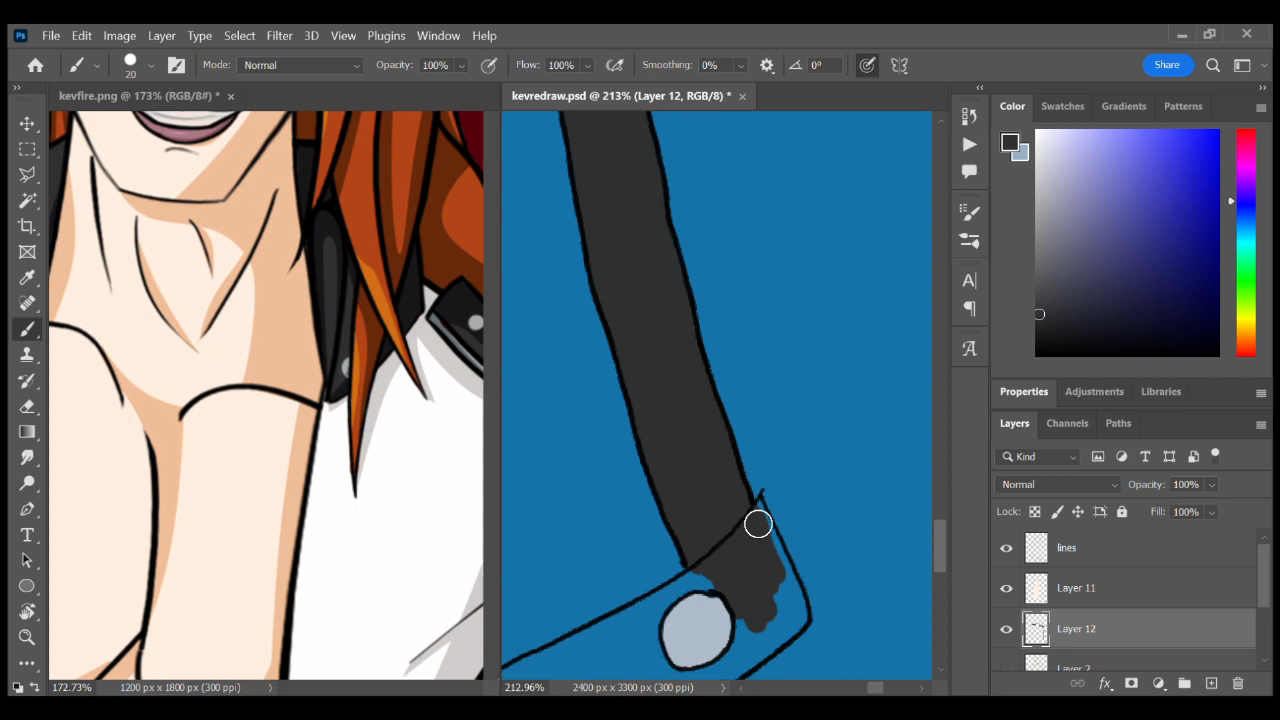 Ps File Edit Image Layer Type Select Filter 3D View Plugins Window Help
20 Mode: Normal Opacity: 100% Flow: 100% Smoothing: 0% 0° Share
kevfire.png @ 173% (RGB/8#) * kevredraw.psd @ 213% (Layer 12, RGB/8) *
Color Swatches Gradients Patterns
Properties Adjustments Libraries
Layers Channels Paths
Kind
Normal Opacity: 100%
Lock: Fill: 100%
lines
Layer 11
Layer 12
Layer 2
172.73% 1200 px x 1800 px (300 ppi) 212.96% 2400 px x 3300 px (300 ppi)